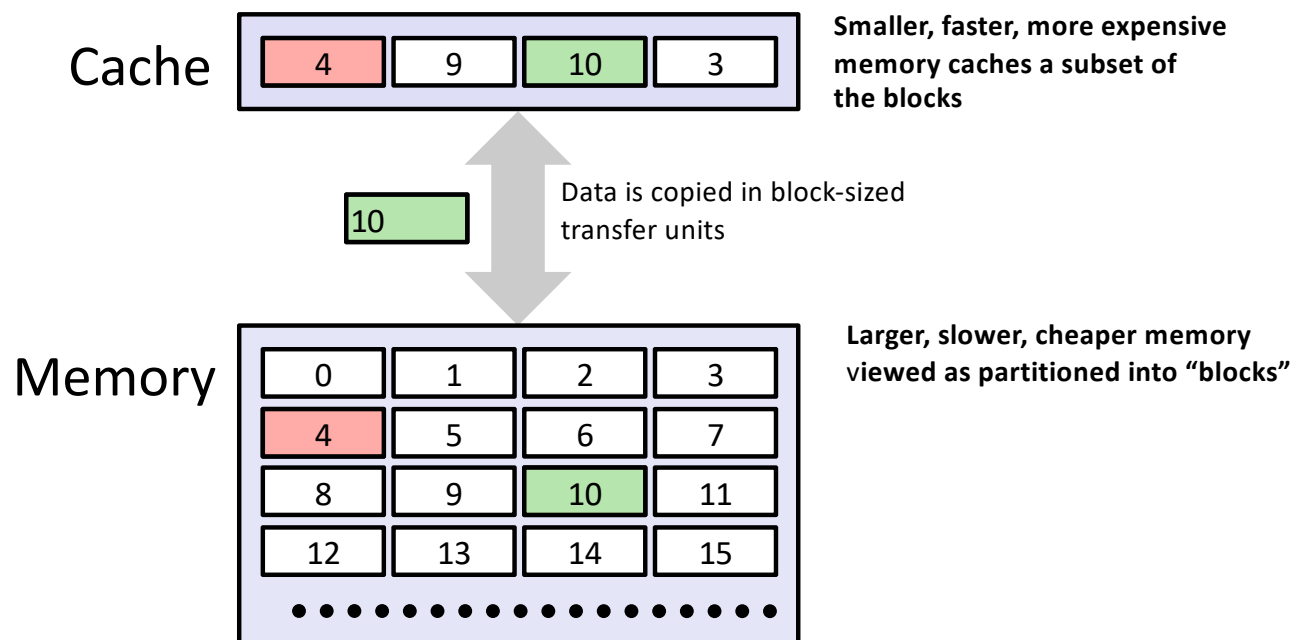 Cache
4 9 10 3
Smaller, faster, more expensive
memory caches a subset of
the blocks
10
Data is copied in block-sized
transfer units
Memory
Larger, slower, cheaper memory
viewed as partitioned into “blocks”
0 1 2 3
4 5 6 7
8 9 10 11
12 13 14 15